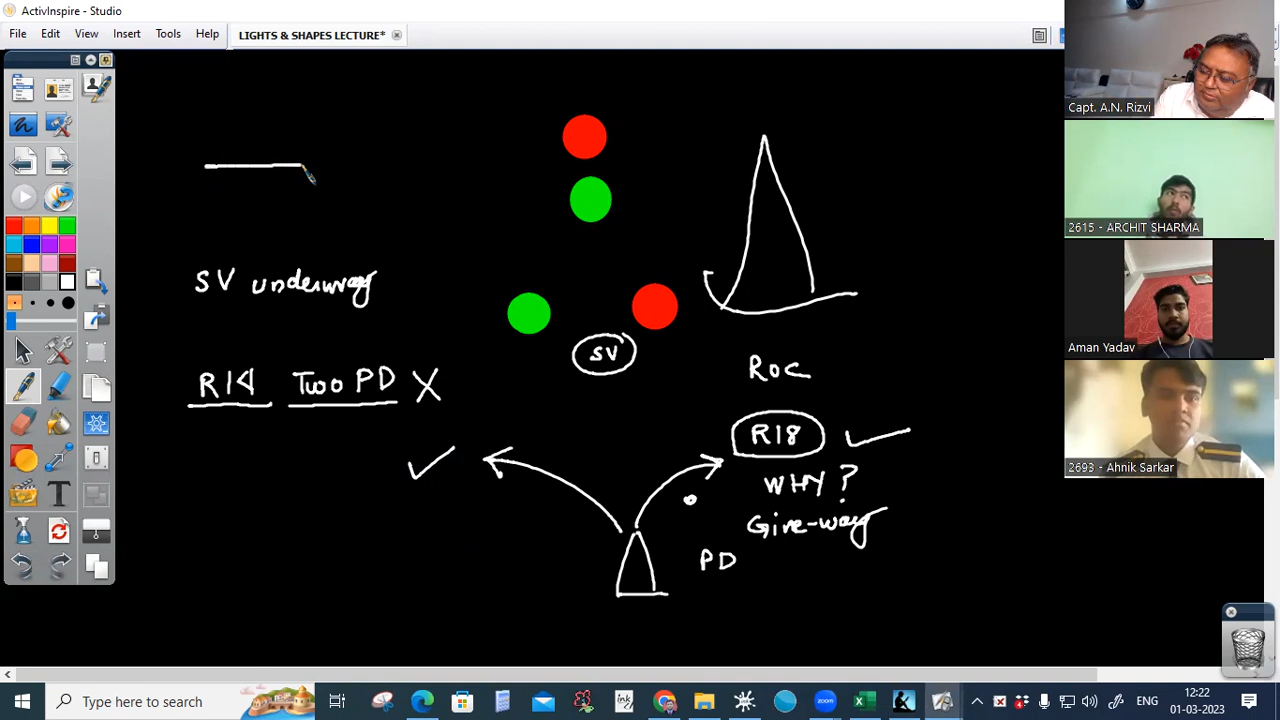 ActivInspire - Studio
File Edit View Insert Tools Help
LIGHTS & SHAPES LECTURE*
Capt. A.N. Rizvi
2615 - ARCHIT SHARMA
Aman Yadav
2693 - Ahnik Sarkar
SV underway
SV
R14 Two PD X
ROC
R18
WHY?
Give-way
PD
Type here to search
zoom
ink
ENG
12:22
01-03-2023